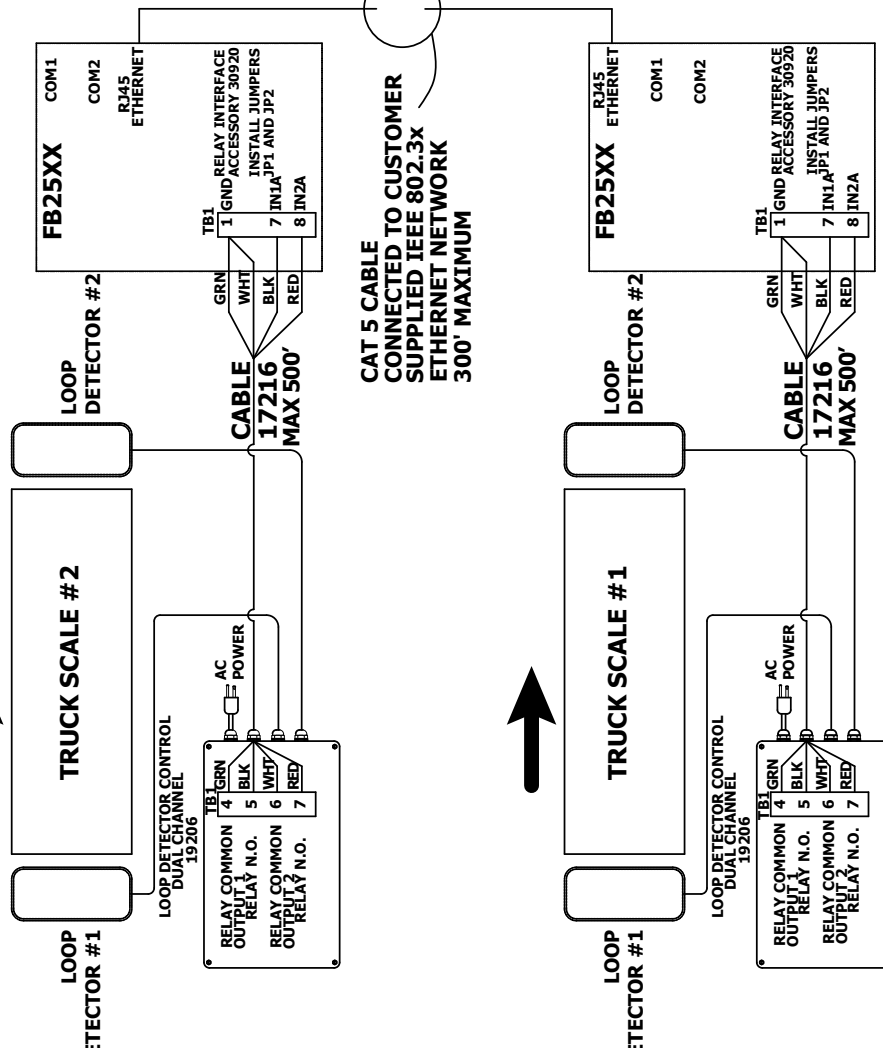 FB25XX
COM1
COM2
RJ45
ETHERNET
RELAY INTERFACE
ACCESSORY 30920
INSTALL JUMPERS
JP1 AND JP2
TB1
1 GND
7 IN1A
8 IN2A
GRN
WHT
BLK
RED
CABLE
17216
MAX 500'
LOOP
DETECTOR #2
TRUCK SCALE #2
AC
POWER
LOOP DETECTOR CONTROL
DUAL CHANNEL
19206
TB1
4 GRN
5 BLK
6 WHT
7 RED
RELAY COMMON
OUTPUT 1
RELAY N.O.
RELAY COMMON
OUTPUT 2
RELAY N.O.
LOOP
ETECTOR #1
CAT 5 CABLE
CONNECTED TO CUSTOMER
SUPPLIED IEEE 802.3x
ETHERNET NETWORK
300' MAXIMUM
FB25XX
RJ45
ETHERNET
COM1
COM2
RELAY INTERFACE
ACCESSORY 30920
INSTALL JUMPERS
JP1 AND JP2
TB1
1 GND
7 IN1A
8 IN2A
GRN
WHT
BLK
RED
CABLE
17216
MAX 500'
LOOP
DETECTOR #2
TRUCK SCALE #1
AC
POWER
LOOP DETECTOR CONTROL
DUAL CHANNEL
19206
TB1
4 GRN
5 BLK
6 WHT
7 RED
RELAY COMMON
OUTPUT 1
RELAY N.O.
RELAY COMMON
OUTPUT 2
RELAY N.O.
LOOP
ETECTOR #1